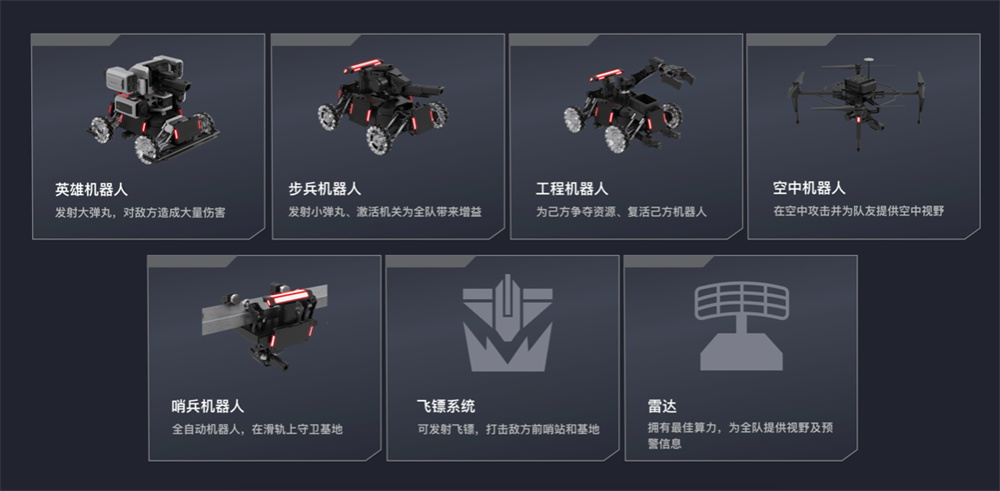 英雄机器人
发射大弹丸，对敌方造成大量伤害
步兵机器人
发射小弹丸、激活机关为全队带来增益
工程机器人
为己方争夺资源、复活己方机器人
空中机器人
在空中攻击并为队友提供空中视野
哨兵机器人
全自动机器人，在滑轨上守卫基地
飞镖系统
可发射飞镖，打击敌方前哨站和基地
雷达
拥有最佳算力，为全队提供视野及预
警信息